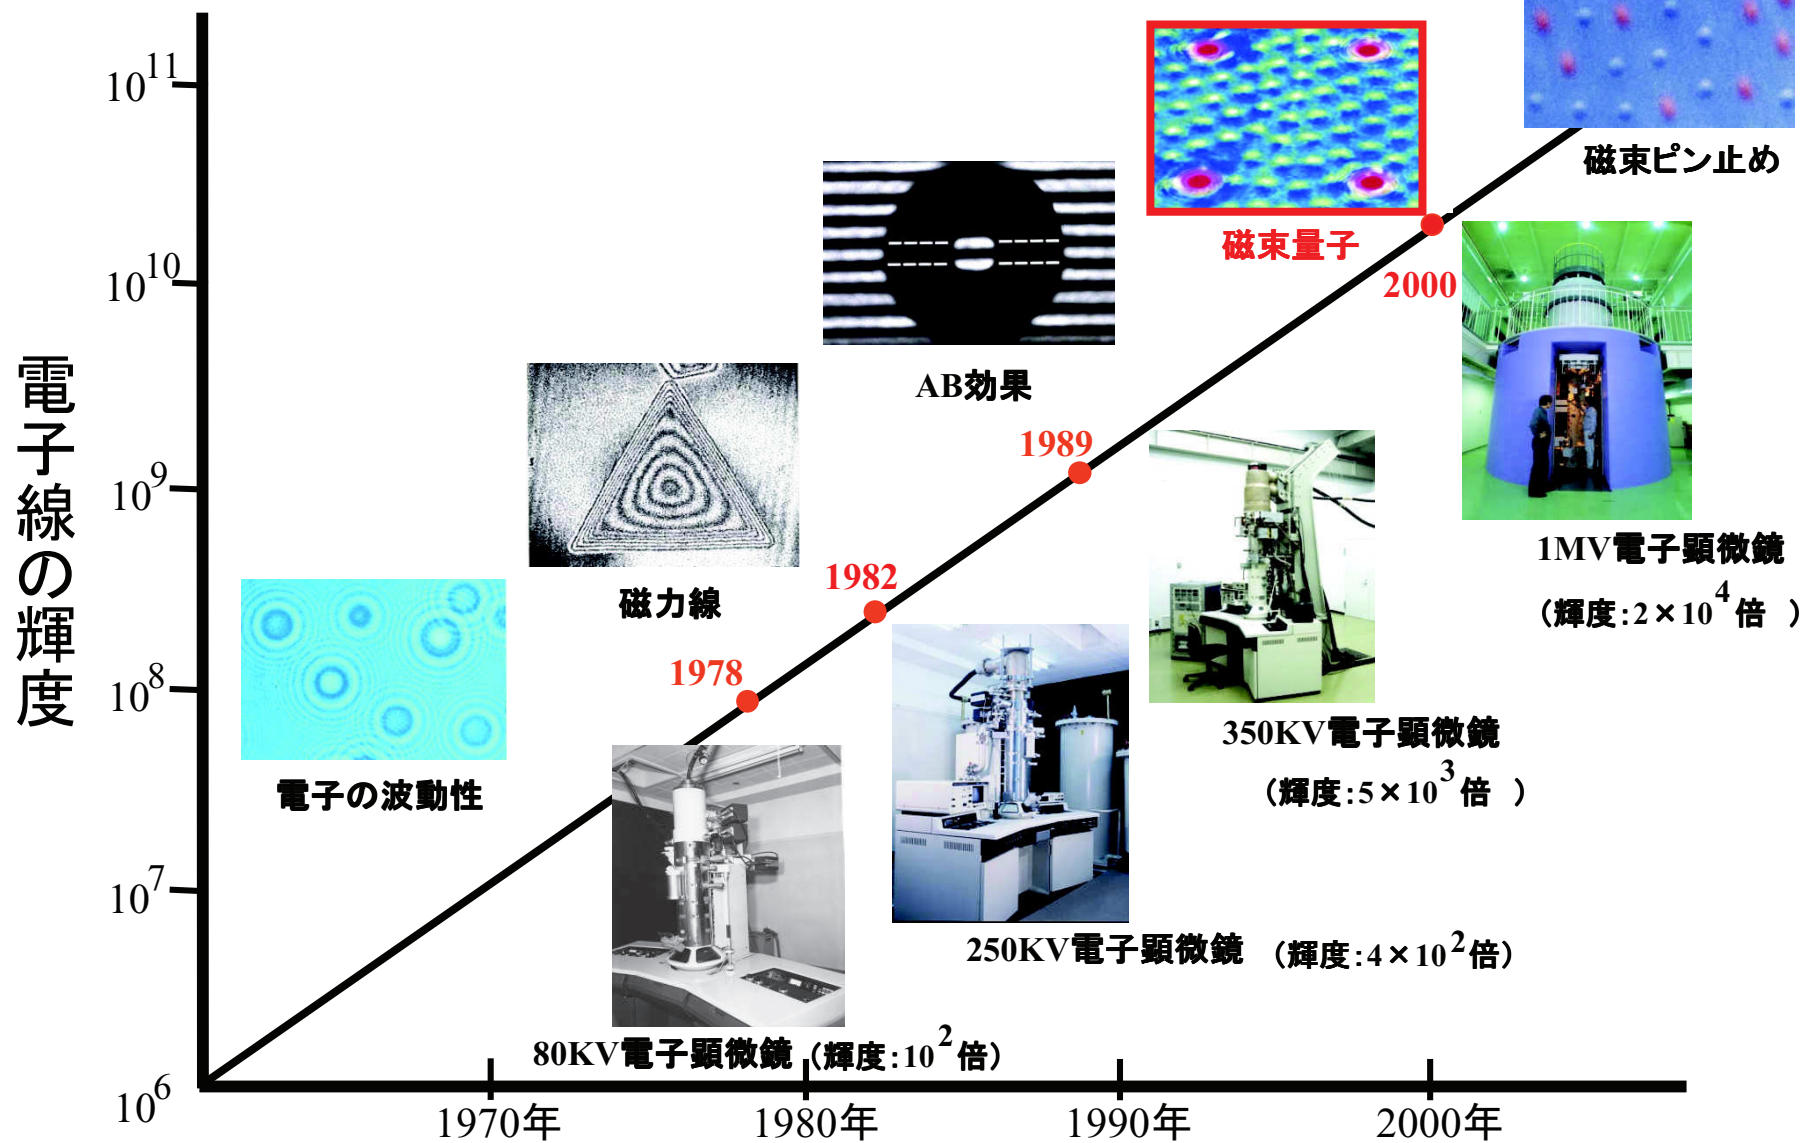 電子線の輝度
10^11
10^10
10^9
10^8
10^7
10^6
1970年
1980年
1990年
2000年
電子の波動性
磁力線
AB効果
磁束量子
磁束ピン止め
1978
1982
1989
2000
80KV電子顕微鏡（輝度：10^2倍）
250KV電子顕微鏡（輝度：4×10^2倍）
350KV電子顕微鏡
（輝度：5×10^3倍）
1MV電子顕微鏡
（輝度：2×10^4倍）